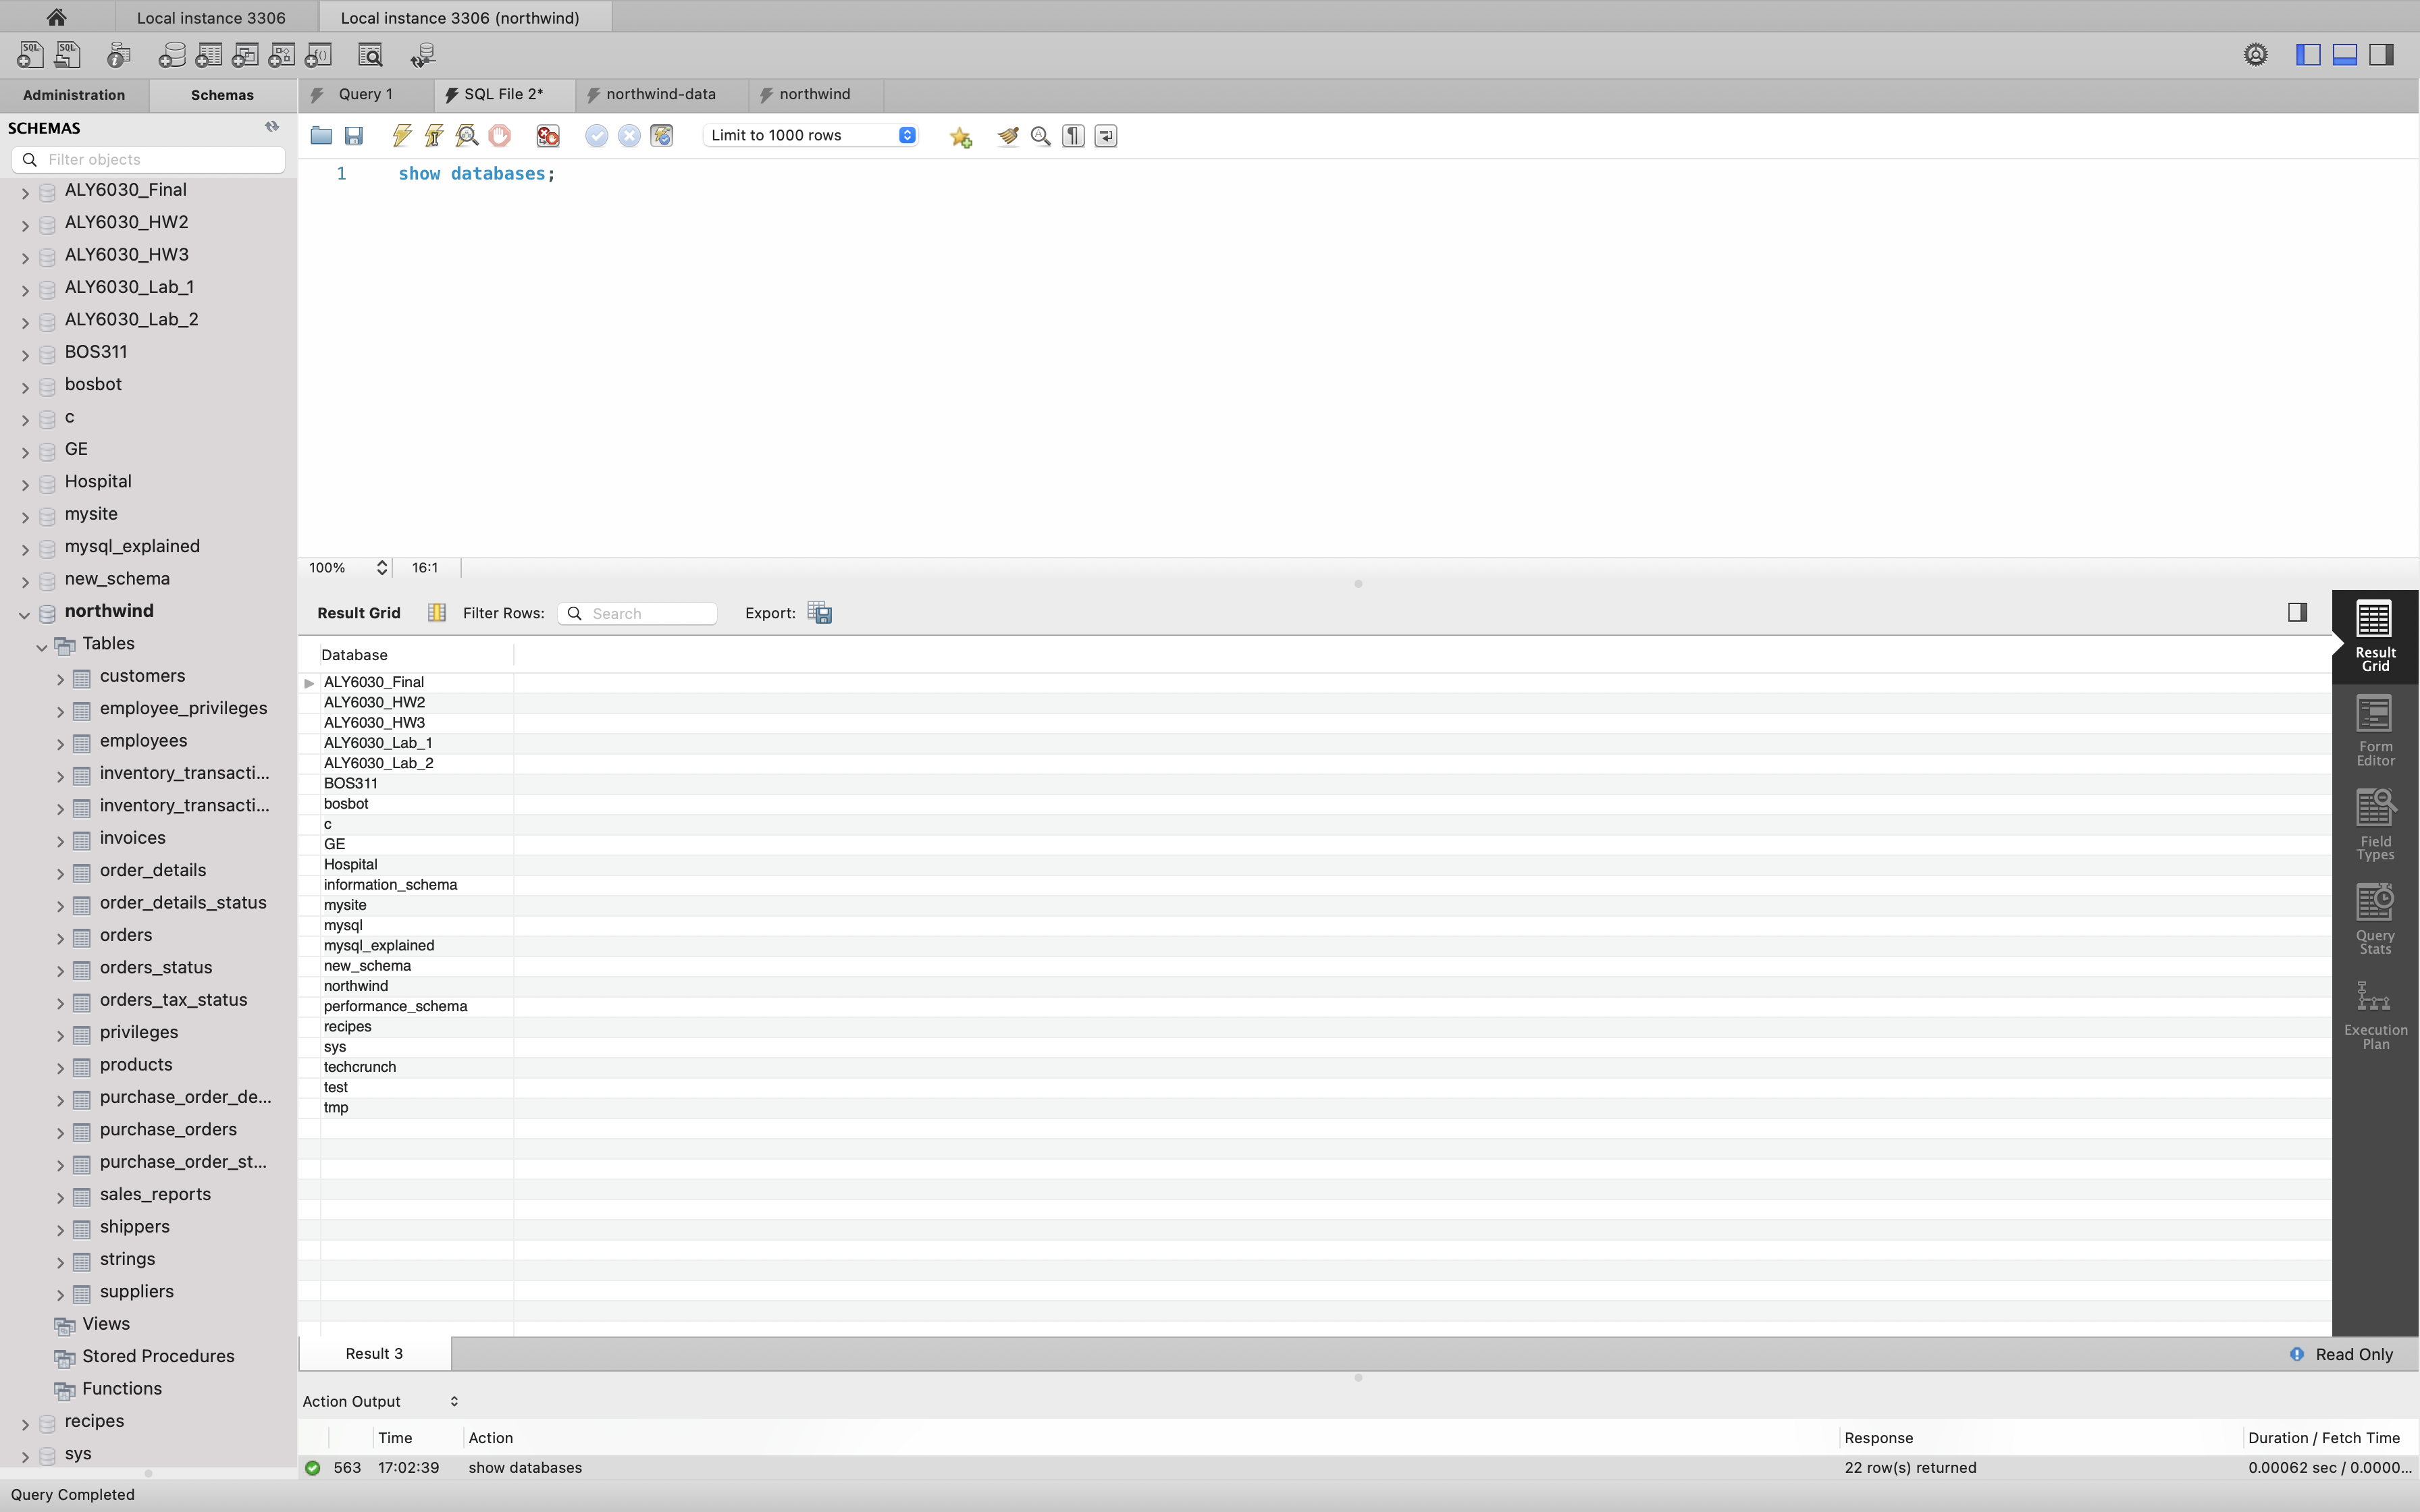 Local instance 3306
Local instance 3306 (northwind)
SQL
SQL
Administration
Schemas
Query 1
SQL File 2*
northwind-data
northwind
SCHEMAS
Filter objects
Limit to 1000 rows
1 show databases;
ALY6030_Final
ALY6030_HW2
ALY6030_HW3
ALY6030_Lab_1
ALY6030_Lab_2
BOS311
bosbot
c
GE
Hospital
mysite
mysql_explained
new_schema
northwind
Tables
customers
employee_privileges
employees
inventory_transacti...
inventory_transacti...
invoices
order_details
order_details_status
orders
orders_status
orders_tax_status
privileges
products
purchase_order_de...
purchase_orders
purchase_order_st...
sales_reports
shippers
strings
suppliers
Views
Stored Procedures
Functions
recipes
sys
100%
16:1
Result Grid
Filter Rows:
Search
Export:
Database
ALY6030_Final
ALY6030_HW2
ALY6030_HW3
ALY6030_Lab_1
ALY6030_Lab_2
BOS311
bosbot
c
GE
Hospital
information_schema
mysite
mysql
mysql_explained
new_schema
northwind
performance_schema
recipes
sys
techcrunch
test
tmp
Result
Grid
Form
Editor
Field
Types
Query
Stats
Execution
Plan
Result 3
Read Only
Action Output
Time
Action
Response
Duration / Fetch Time
563
17:02:39
show databases
22 row(s) returned
0.00062 sec / 0.0000...
Query Completed